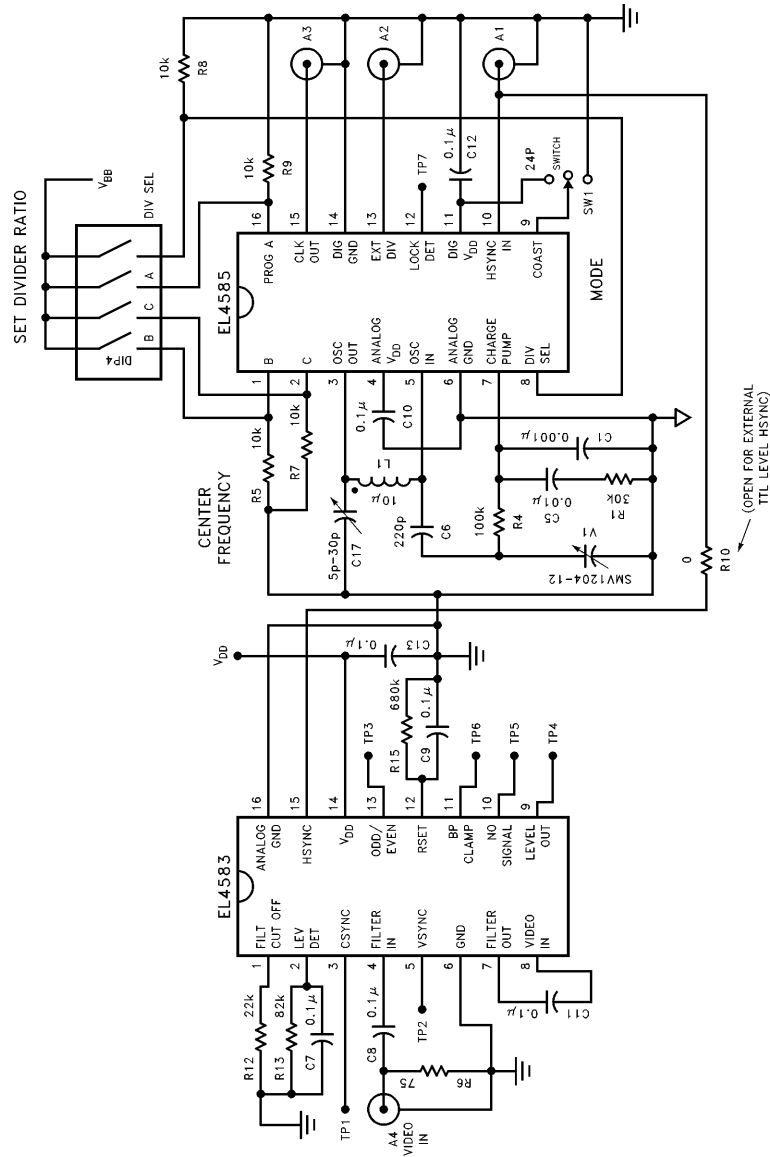 SET DIVIDER RATIO
V_BB
DIV SEL
DIP4
B
C
A
10k
R8
A3
A2
A1
10k
R9
0.1μ
C12
TP7
24P
SWITCH
SW1
16
15
14
13
12
11
10
9
PROG A
CLK OUT
DIG GND
EXT DIV
LOCK DET
DIG V_DD
HSYNC IN
COAST
EL4585
MODE
B
C
OSC OUT
ANALOG V_DD
OSC IN
ANALOG GND
CHARGE PUMP
DIV SEL
1
2
3
4
5
6
7
8
CENTER FREQUENCY
10k
R5
10k
R7
5p-30p
C17
L1
10μ
0.1μ
C10
220p
C6
100k
R4
0.01μ
C5
0.001μ
C1
R1
30k
V1
SMV1204-12
0
R10
(OPEN FOR EXTERNAL
TTL LEVEL HSYNC)
V_DD
0.1μ
C13
680k
R15
0.1μ
C9
TP3
TP6
TP5
TP4
16
15
14
13
12
11
10
9
ANALOG GND
HSYNC
V_DD
ODD/ EVEN
RSET
BP CLAMP
NO SIGNAL
LEVEL OUT
EL4583
FILT CUT OFF
LEV DET
CSYNC
FILTER IN
VSYNC
GND
FILTER OUT
VIDEO IN
1
2
3
4
5
6
7
8
22k
R12
82k
R13
0.1μ
C7
TP1
0.1μ
C8
TP2
75
R6
0.1μ
C11
A4
VIDEO IN